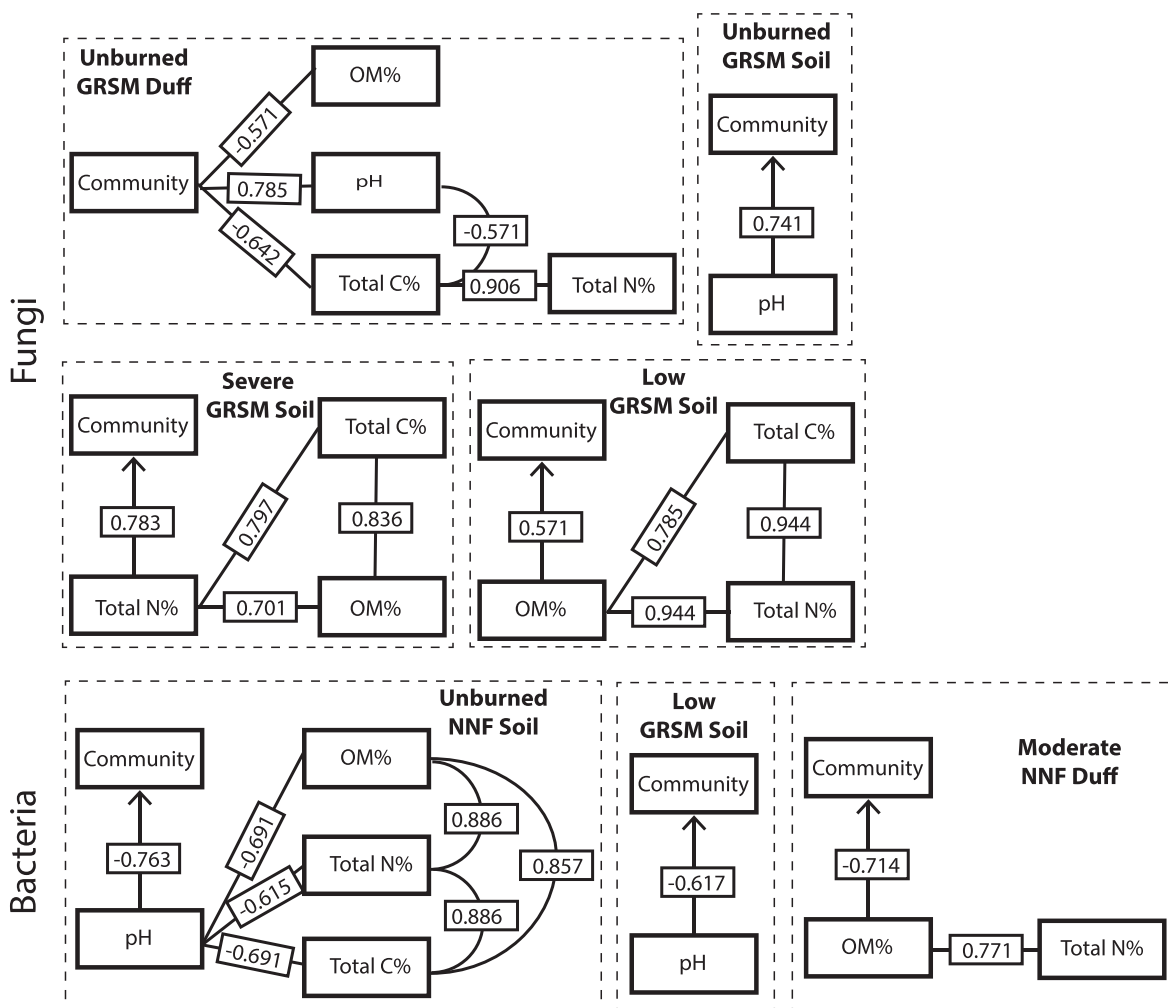 Fungi
Unburned
GRSM Duff
OM%
-0.571
Community
0.785
pH
-0.642
-0.571
Total C%
0.906
Total N%
Unburned
GRSM Soil
Community
0.741
pH
Severe
GRSM Soil
Community
Total C%
0.783
0.797
0.836
Total N%
0.701
OM%
Low
GRSM Soil
Community
Total C%
0.571
0.785
0.944
OM%
0.944
Total N%
Bacteria
Unburned
NNF Soil
Community
OM%
-0.763
-0.691
0.886
Total N%
0.857
-0.615
0.886
pH
-0.691
Total C%
Low
GRSM Soil
Community
-0.617
pH
Moderate
NNF Duff
Community
-0.714
OM%
0.771
Total N%